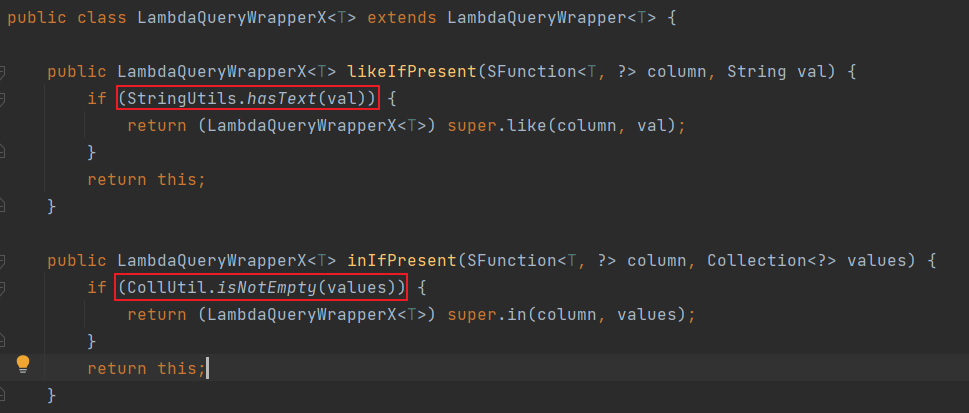 public class LambdaQueryWrapperX<T> extends LambdaQueryWrapper<T> {
public LambdaQueryWrapperX<T> likeIfPresent(SFunction<T, ?> column, String val) {
if (StringUtils.hasText(val)) {
return (LambdaQueryWrapperX<T>) super.like(column, val);
}
return this;
}
public LambdaQueryWrapperX<T> inIfPresent(SFunction<T, ?> column, Collection<?> values) {
if (CollUtil.isNotEmpty(values)) {
return (LambdaQueryWrapperX<T>) super.in(column, values);
}
return this;
}